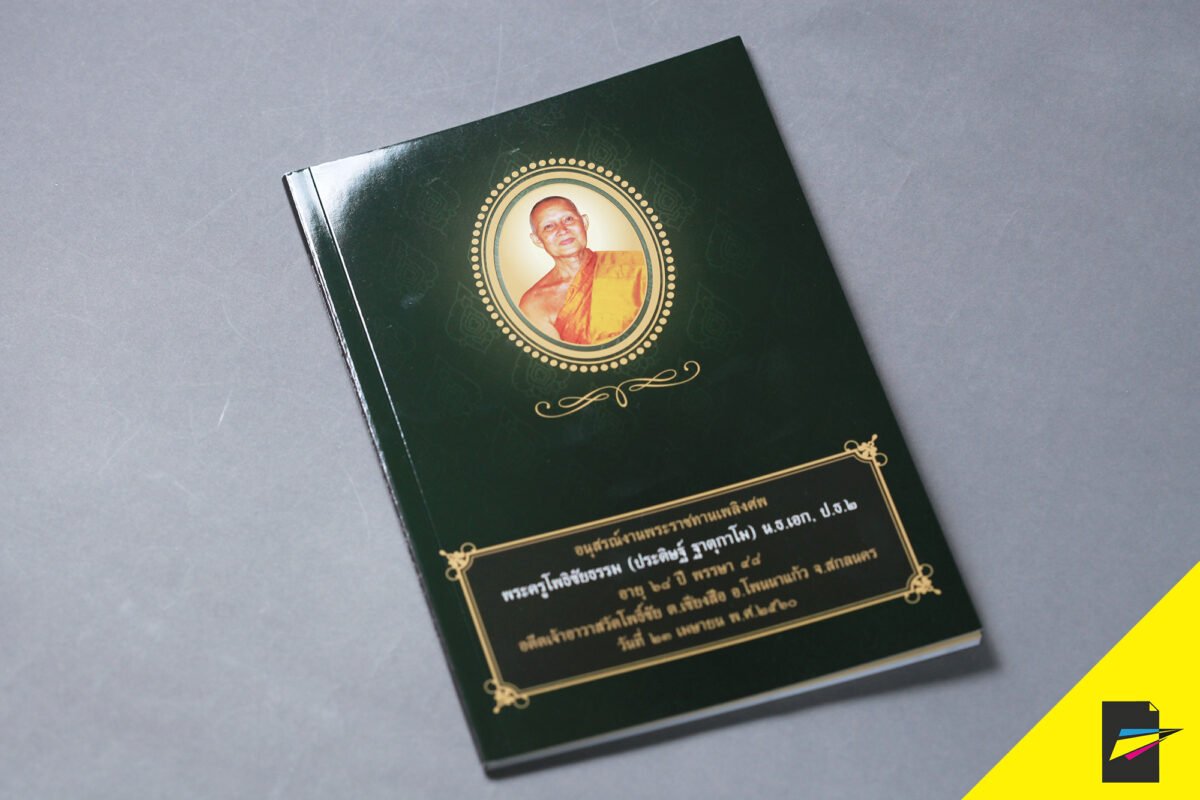 อนุสรณ์งานพระราชทานเพลิงศพ
พระครูโพธิชัยธรรม (ประดิษฐ์ ฐาตุกาโม) น.ธ.เอก, ป.ธ.๒
อายุ ๖๘ ปี พรรษา ๔๘
อดีตเจ้าอาวาสวัดโพธิ์ชัย ต.เชียงสือ อ.โพนนาแก้ว จ.สกลนคร
วันที่ ๒๓ เมษายน พ.ศ.๒๕๖๐